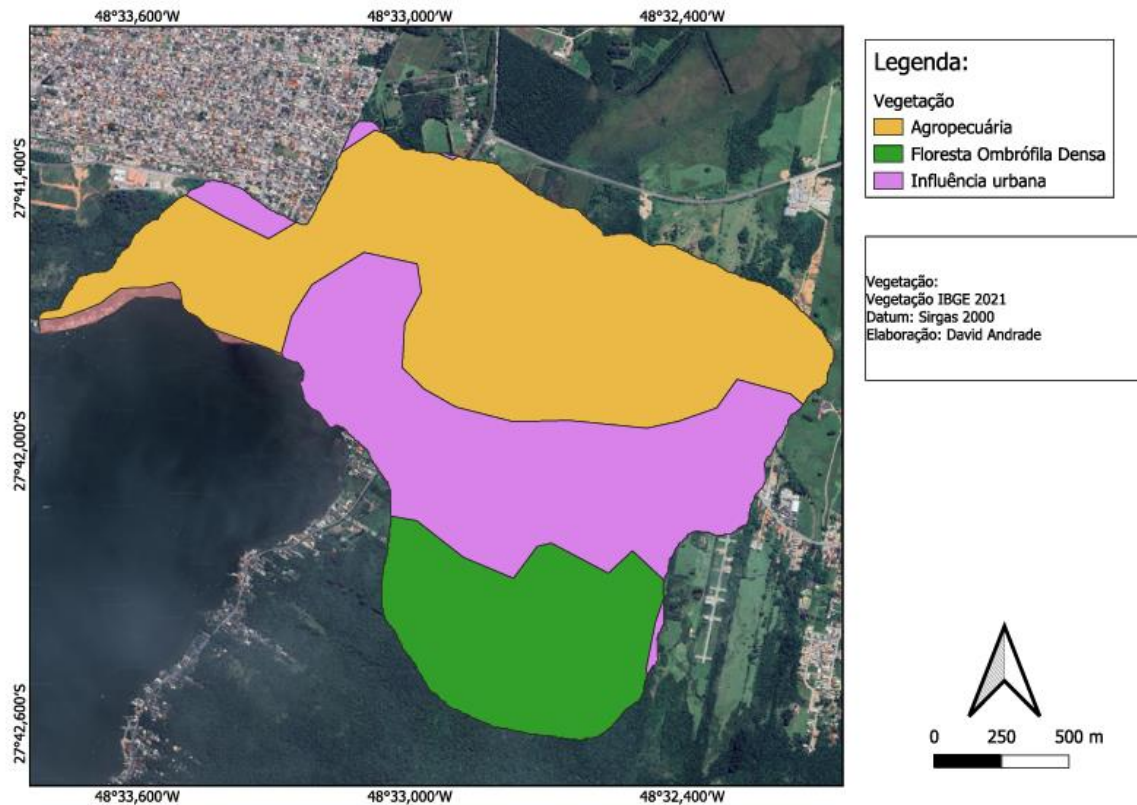 48°33,600'W 48°33,000'W 48°32,400'W
27°41,400'S
27°42,000'S
27°42,600'S
48°33,600'W 48°33,000'W 48°32,400'W
Legenda:
Vegetação
Agropecuária
Floresta Ombrófila Densa
Influência urbana
Vegetação:
Vegetação IBGE 2021
Datum: Sirgas 2000
Elaboração: David Andrade
0 250 500 m